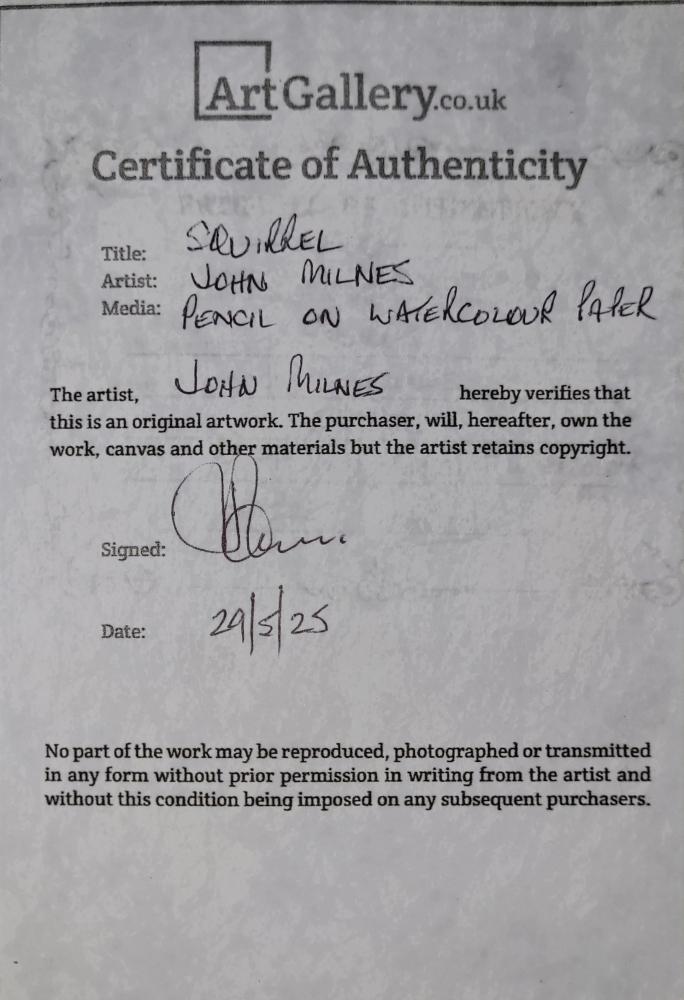 ArtGallery.co.uk
Certificate of Authenticity
Title: SQUIRREL
Artist: JOHN MILNES
Media: PENCIL ON WATERCOLOUR PAPER
The artist, JOHN MILNES hereby verifies that
this is an original artwork. The purchaser, will, hereafter, own the
work, canvas and other materials but the artist retains copyright.
Signed:
Date: 29/5/25
No part of the work may be reproduced, photographed or transmitted
in any form without prior permission in writing from the artist and
without this condition being imposed on any subsequent purchasers.